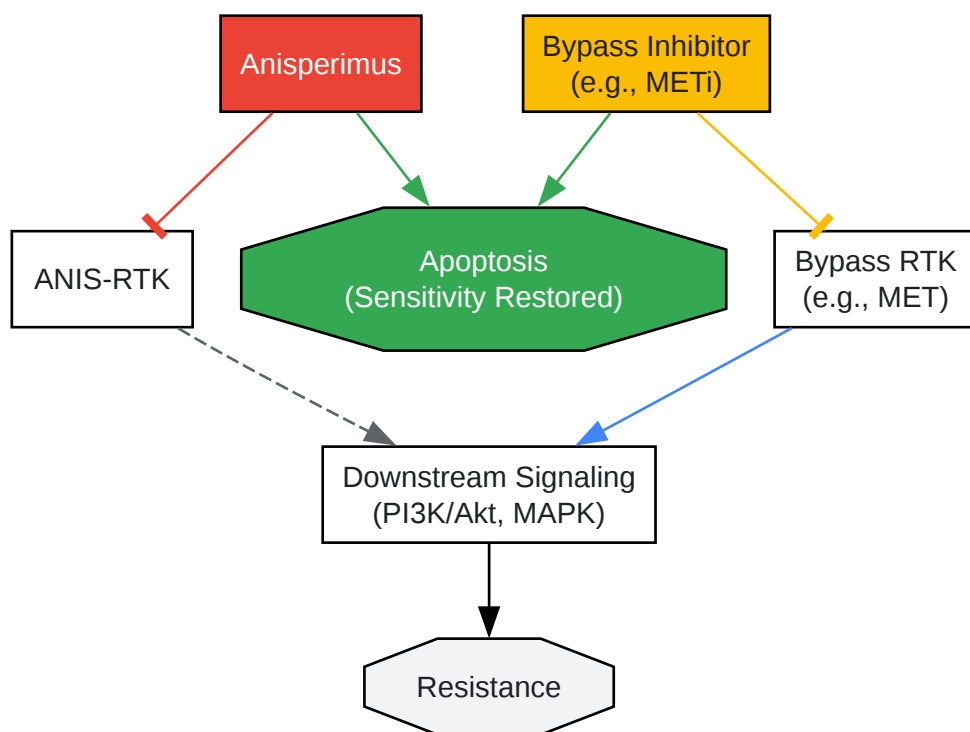 Anisperimus
Bypass Inhibitor
(e.g., METi)
ANIS-RTK
Apoptosis
(Sensitivity Restored)
Bypass RTK
(e.g., MET)
Downstream Signaling
(PI3K/Akt, MAPK)
Resistance